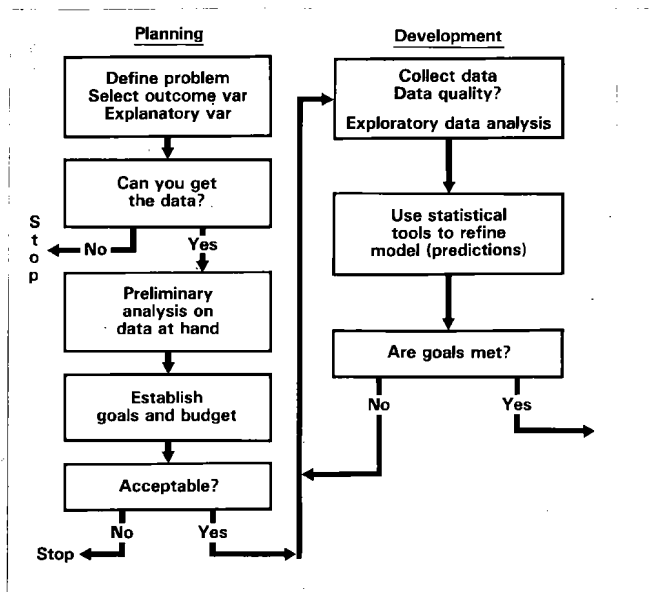 Planning
Define problem
Select outcome var
Explanatory var
Can you get
the data?
Stop
No
Yes
Preliminary
analysis on
data at hand
Establish
goals and budget
Acceptable?
No
Yes
Stop
Development
Collect data
Data quality?
Exploratory data analysis
Use statistical
tools to refine
model (predictions)
Are goals met?
No
Yes